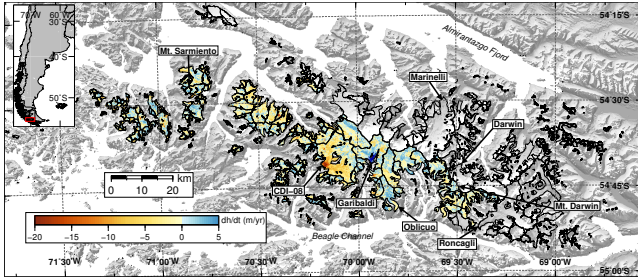 70°W 60°W
30°S
50°S
54°15'S
Almirantazgo Fjord
Mt. Sarmiento
Marinelli
54°30'S
Darwin
km
0 10 20
CDI-08
54°45'S
Garibaldi
Mt. Darwin
dh/dt (m/yr)
-20 -15 -10 -5 0 5
Oblicuo
Beagle Channel
Roncagli
71°30'W 70°30'W 70°00'W 69°30'W 69°00'W
55°00'S